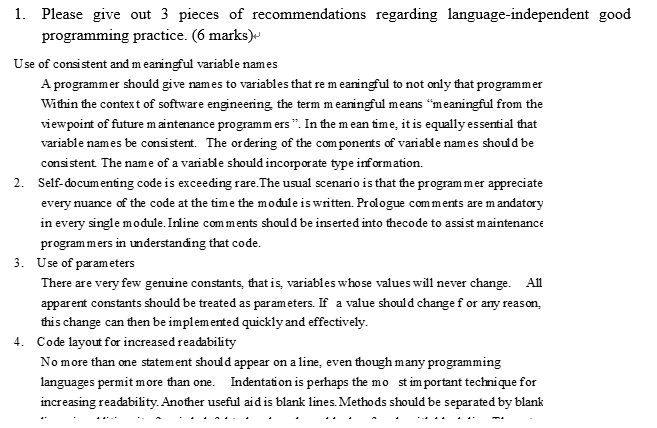 1. Please give out 3 pieces of recommendations regarding language-independent good
programming practice. (6 marks)↵
Use of consistent and meaningful variable names
A programmer should give names to variables that re meaningful to not only that programmer
Within the context of software engineering, the term meaningful means “meaningful from the
viewpoint of future maintenance programmers”. In the mean time, it is equally essential that
variable names be consistent. The ordering of the components of variable names should be
consistent. The name of a variable should incorporate type information.
2. Self-documenting code is exceeding rare.The usual scenario is that the programmer appreciate
every nuance of the code at the time the module is written. Prologue comments are mandatory
in every single module. Inline comments should be inserted into thecode to assist maintenance
programmers in understanding that code.
3. Use of parameters
There are very few genuine constants, that is, variables whose values will never change. All
apparent constants should be treated as parameters. If a value should change f or any reason,
this change can then be implemented quickly and effectively.
4. Code layout for increased readability
No more than one statement should appear on a line, even though many programming
languages permit more than one. Indentation is perhaps the mo st important technique for
increasing readability. Another useful aid is blank lines. Methods should be separated by blank